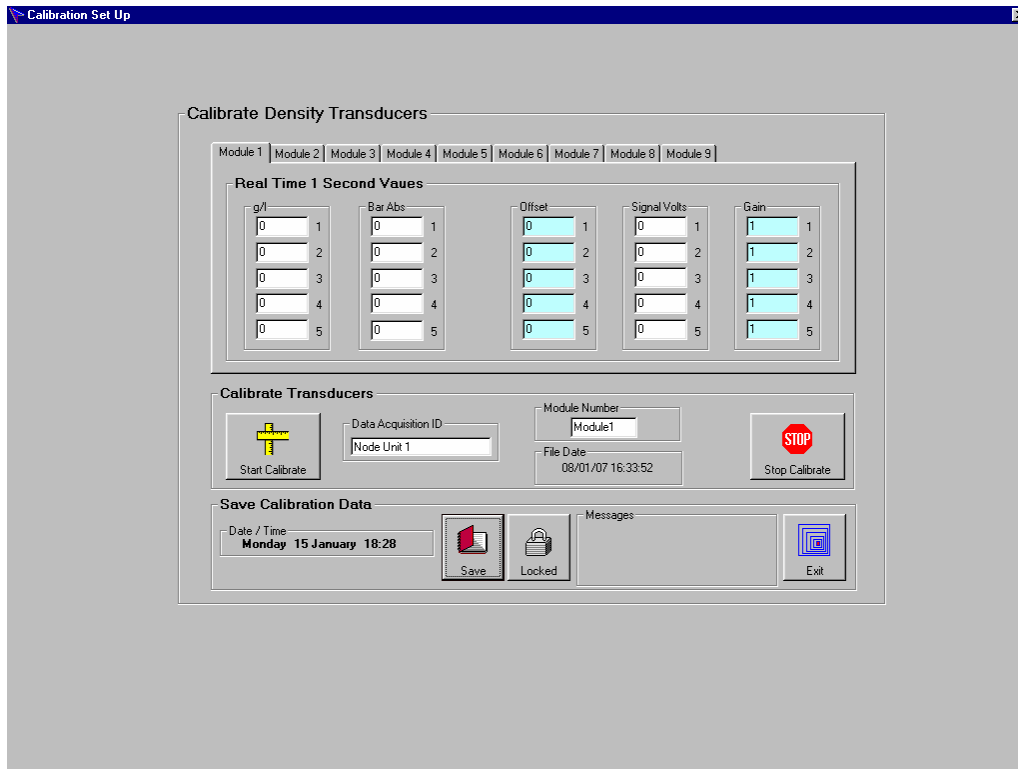 Calibration Set Up
Calibrate Density Transducers
Module 1 Module 2 Module 3 Module 4 Module 5 Module 6 Module 7 Module 8 Module 9
Real Time 1 Second Vaues
g/l Bar Abs Offset Signal Volts Gain
0 1 0 1 0 1 0 1 1 1
0 2 0 2 0 2 0 2 1 2
0 3 0 3 0 3 0 3 1 3
0 4 0 4 0 4 0 4 1 4
0 5 0 5 0 5 0 5 1 5
Calibrate Transducers
Start Calibrate
Data Acquisition ID
Node Unit 1
Module Number
Module1
File Date
08/01/07 16:33:52
STOP
Stop Calibrate
Save Calibration Data
Date / Time
Monday 15 January 18:28
Save
Locked
Messages
Exit